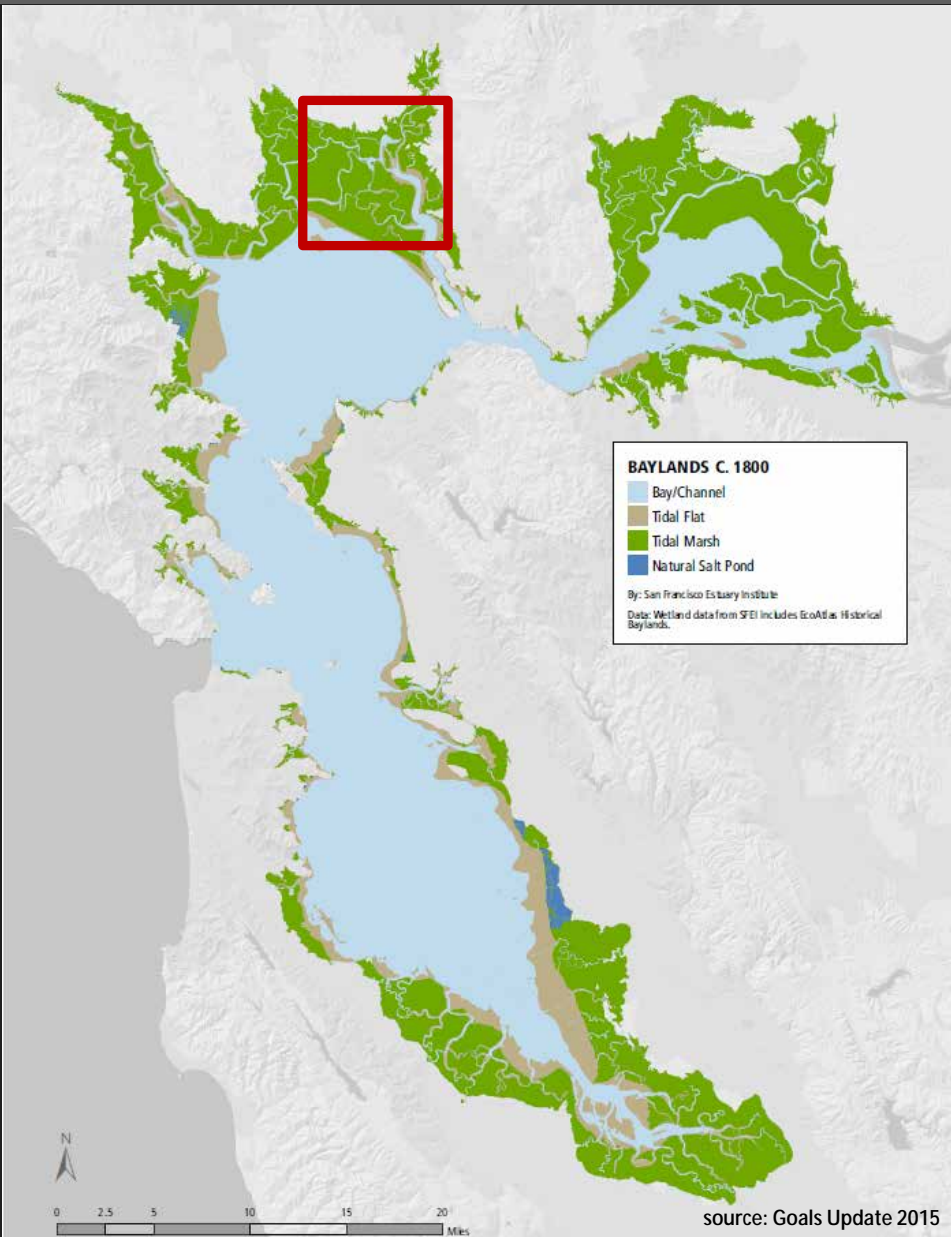 BAYLANDS C. 1800
Bay/Channel
Tidal Flat
Tidal Marsh
Natural Salt Pond
By: San Francisco Estuary Institute
Data: Wetland data from SFEI includes EcoAtlas Historical
Baylands.
N
0 2.5 5 10 15 20
Miles
source: Goals Update 2015